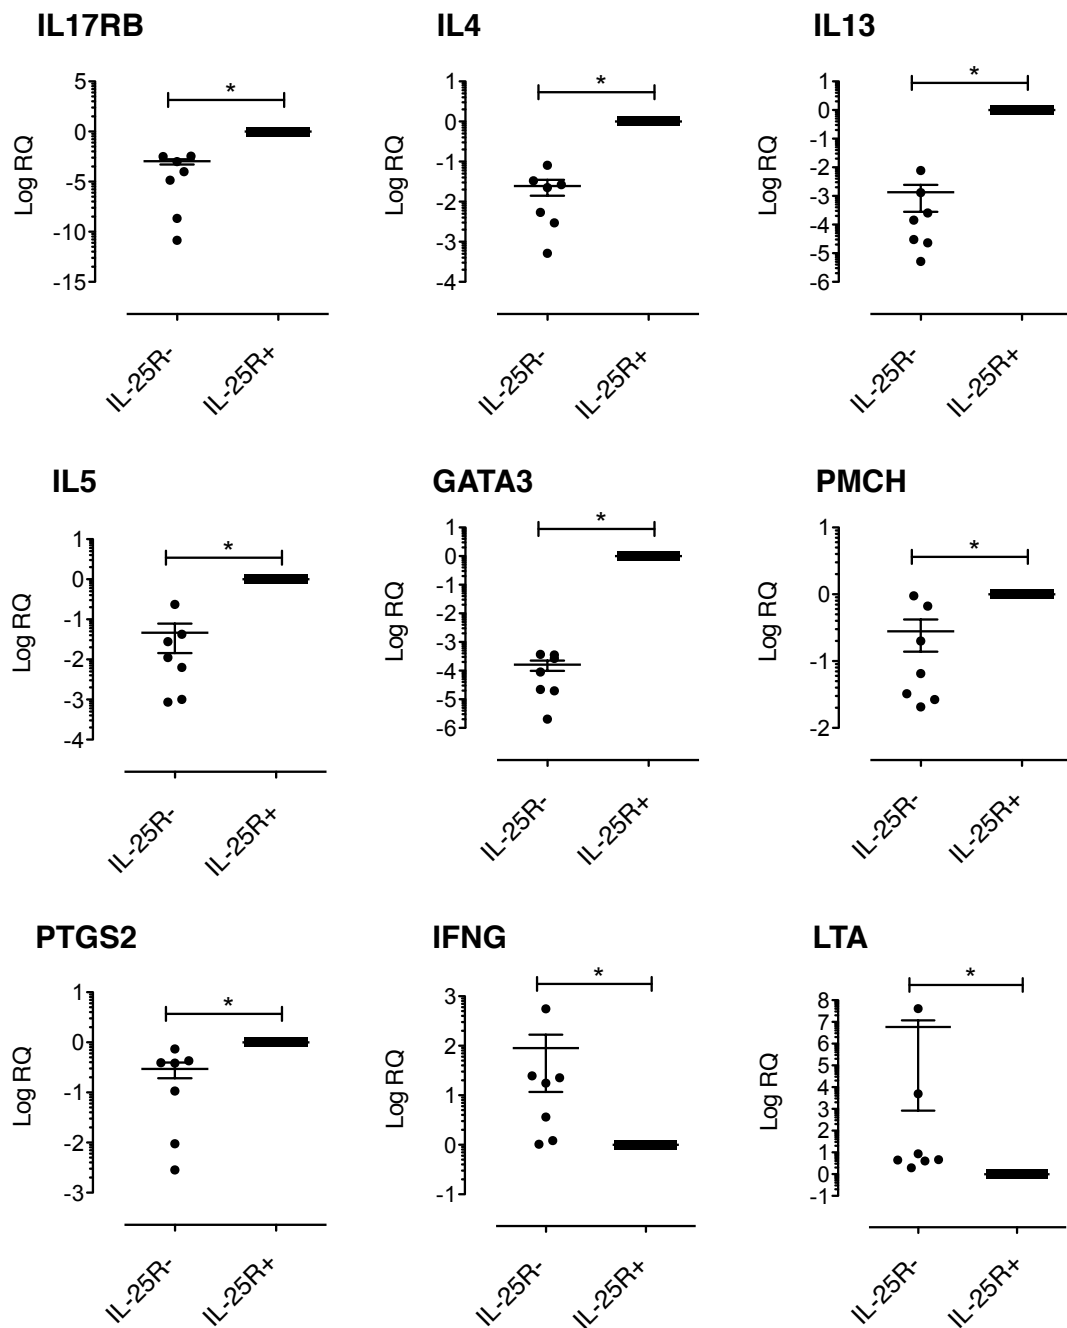 IL17RB
IL4
IL13
5
0
-5
-10
-15
Log RQ
*
IL-25R-
IL-25R+
1
0
-1
-2
-3
-4
Log RQ
*
IL-25R-
IL-25R+
1
0
-1
-2
-3
-4
-5
-6
Log RQ
*
IL-25R-
IL-25R+
IL5
GATA3
PMCH
1
0
-1
-2
-3
-4
Log RQ
*
IL-25R-
IL-25R+
1
0
-1
-2
-3
-4
-5
-6
Log RQ
*
IL-25R-
IL-25R+
1
0
-1
-2
Log RQ
*
IL-25R-
IL-25R+
PTGS2
IFNG
LTA
1
0
-1
-2
-3
Log RQ
*
IL-25R-
IL-25R+
3
2
1
0
-1
Log RQ
*
IL-25R-
IL-25R+
8
7
6
5
4
3
2
1
0
-1
Log RQ
*
IL-25R-
IL-25R+